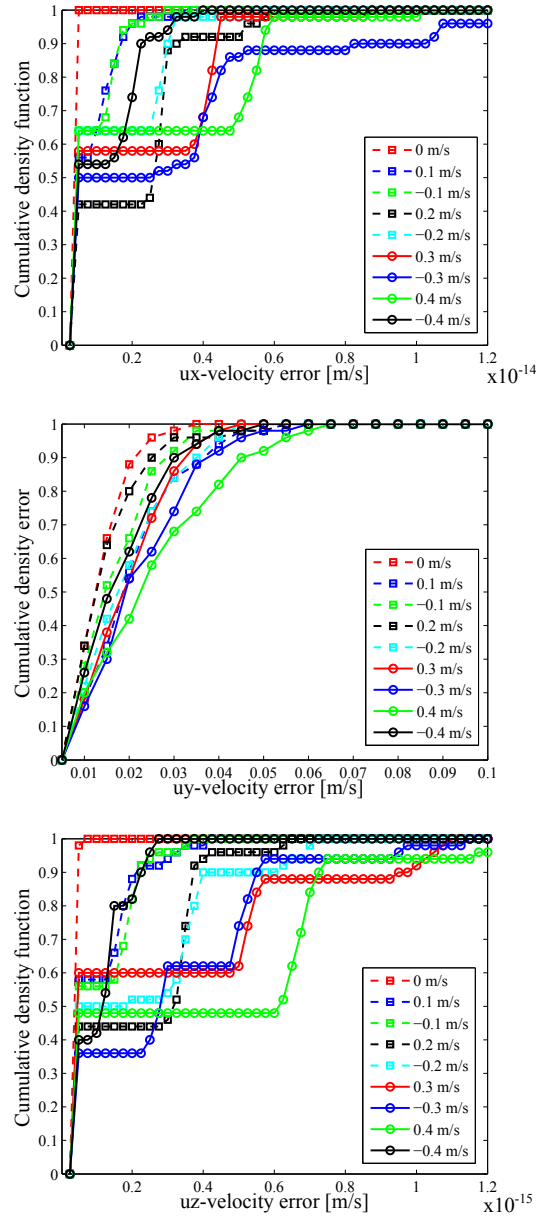 1
0.9
0.8
0.7
0.6
0.5
0.4
0.3
0.2
0.1
0
Cumulative density function
0 m/s
0.1 m/s
−0.1 m/s
0.2 m/s
−0.2 m/s
0.3 m/s
−0.3 m/s
0.4 m/s
−0.4 m/s
0.2 0.4 0.6 0.8 1 1.2
ux-velocity error [m/s]
x10^-14
1
0.9
0.8
0.7
0.6
0.5
0.4
0.3
0.2
0.1
0
Cumulative density error
0 m/s
0.1 m/s
−0.1 m/s
0.2 m/s
−0.2 m/s
0.3 m/s
−0.3 m/s
0.4 m/s
−0.4 m/s
0.01 0.02 0.03 0.04 0.05 0.06 0.07 0.08 0.09 0.1
uy-velocity error [m/s]
1
0.9
0.8
0.7
0.6
0.5
0.4
0.3
0.2
0.1
0
Cumulative density function
0 m/s
0.1 m/s
−0.1 m/s
0.2 m/s
−0.2 m/s
0.3 m/s
−0.3 m/s
0.4 m/s
−0.4 m/s
0.2 0.4 0.6 0.8 1 1.2
uz-velocity error [m/s]
x10^-15